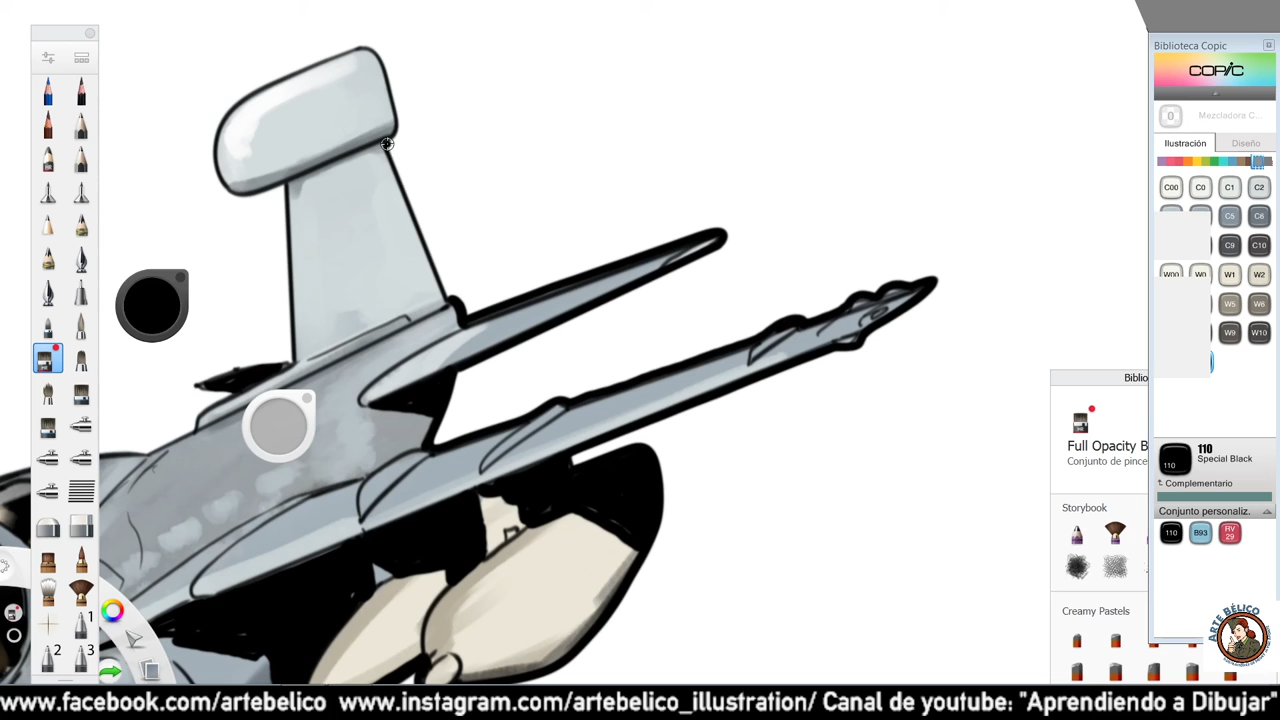 Biblioteca Copic
COPIC
0
Mezcladora C...
Ilustración
Diseño
C00
C0
C1
C2
C5
C6
C9
C10
W00
W0
W1
W2
W5
W6
W9
W10
Biblio
Full Opacity B
Conjunto de pince
110
110
Special Black
Complementario
Conjunto personaliz.
Storybook
110
B93
RV
29
Creamy Pastels
1
2
3
ARTE BÉLICO
www.facebook.com/artebelico www.instagram.com/artebelico_illustration/ Canal de youtube: "Aprendiendo a Dibujar"